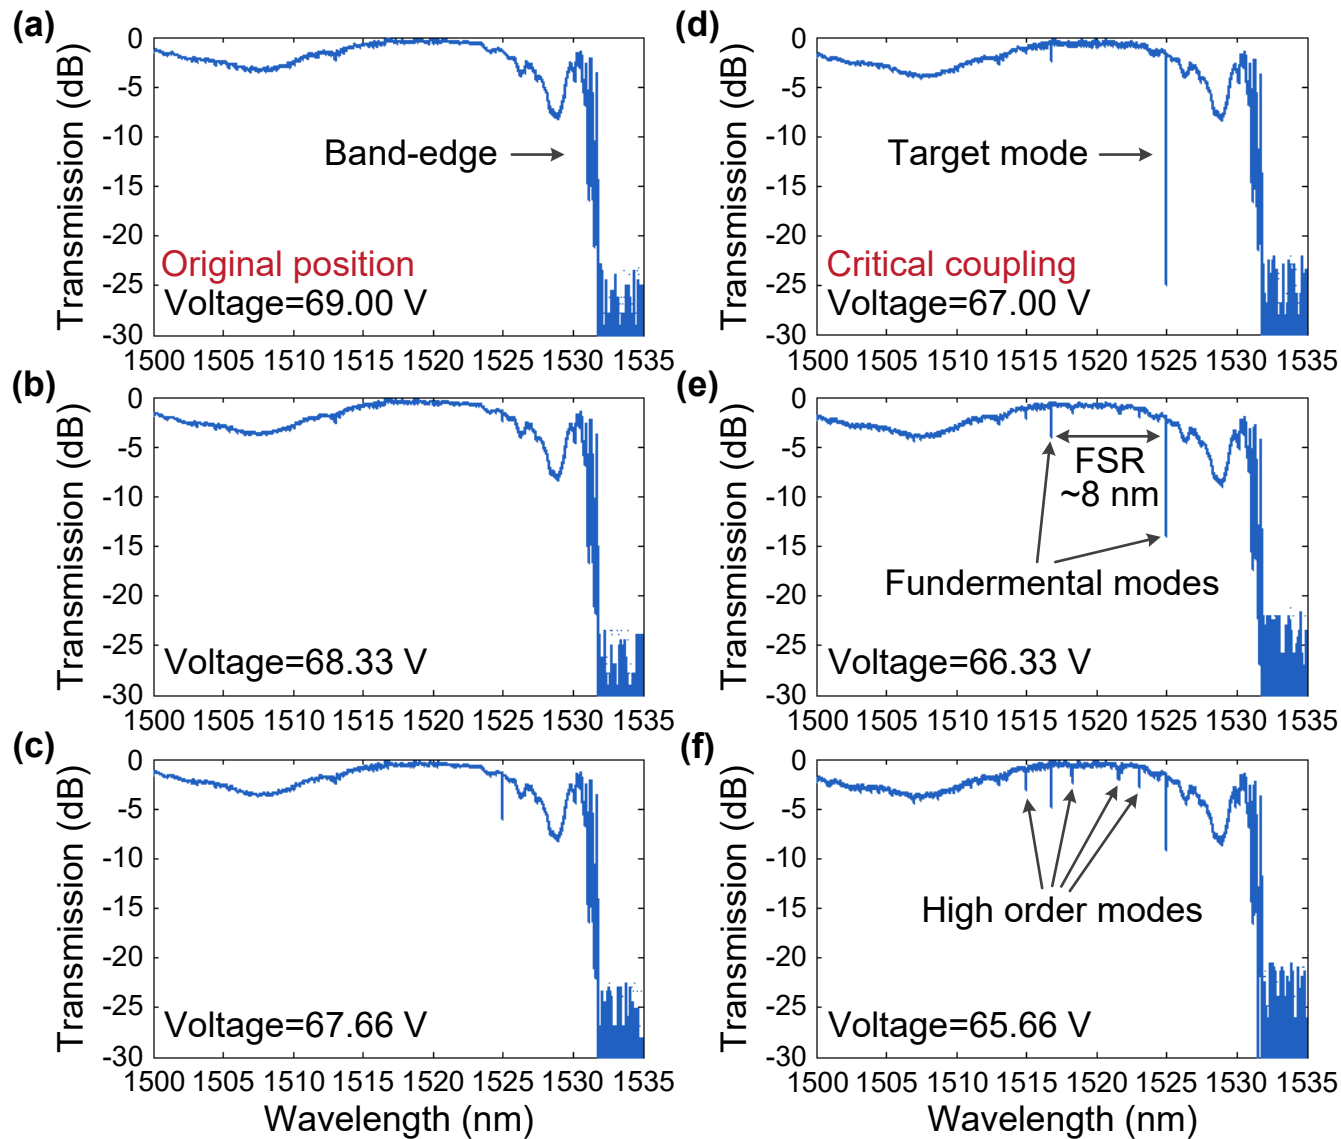 (a)
Transmission (dB)
0
-5
-10
-15
-20
-25
-30
Band-edge
Original position
Voltage=69.00 V
1500 1505 1510 1515 1520 1525 1530 1535
(d)
Transmission (dB)
0
-5
-10
-15
-20
-25
-30
Target mode
Critical coupling
Voltage=67.00 V
1500 1505 1510 1515 1520 1525 1530 1535
(b)
Transmission (dB)
0
-5
-10
-15
-20
-25
-30
Voltage=68.33 V
1500 1505 1510 1515 1520 1525 1530 1535
(e)
Transmission (dB)
0
-5
-10
-15
-20
-25
-30
FSR
~8 nm
Fundermental modes
Voltage=66.33 V
1500 1505 1510 1515 1520 1525 1530 1535
(c)
Transmission (dB)
0
-5
-10
-15
-20
-25
-30
Voltage=67.66 V
1500 1505 1510 1515 1520 1525 1530 1535
Wavelength (nm)
(f)
Transmission (dB)
0
-5
-10
-15
-20
-25
-30
High order modes
Voltage=65.66 V
1500 1505 1510 1515 1520 1525 1530 1535
Wavelength (nm)